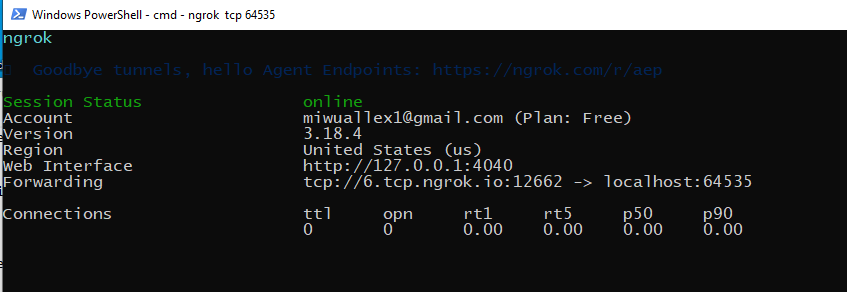 Windows PowerShell - cmd - ngrok tcp 64535
ngrok
Goodbye tunnels, hello Agent Endpoints: https://ngrok.com/r/aep
Session Status online
Account miwuallex1@gmail.com (Plan: Free)
Version 3.18.4
Region United States (us)
Web Interface http://127.0.0.1:4040
Forwarding tcp://6.tcp.ngrok.io:12662 -> localhost:64535
Connections ttl opn rt1 rt5 p50 p90
0 0 0.00 0.00 0.00 0.00